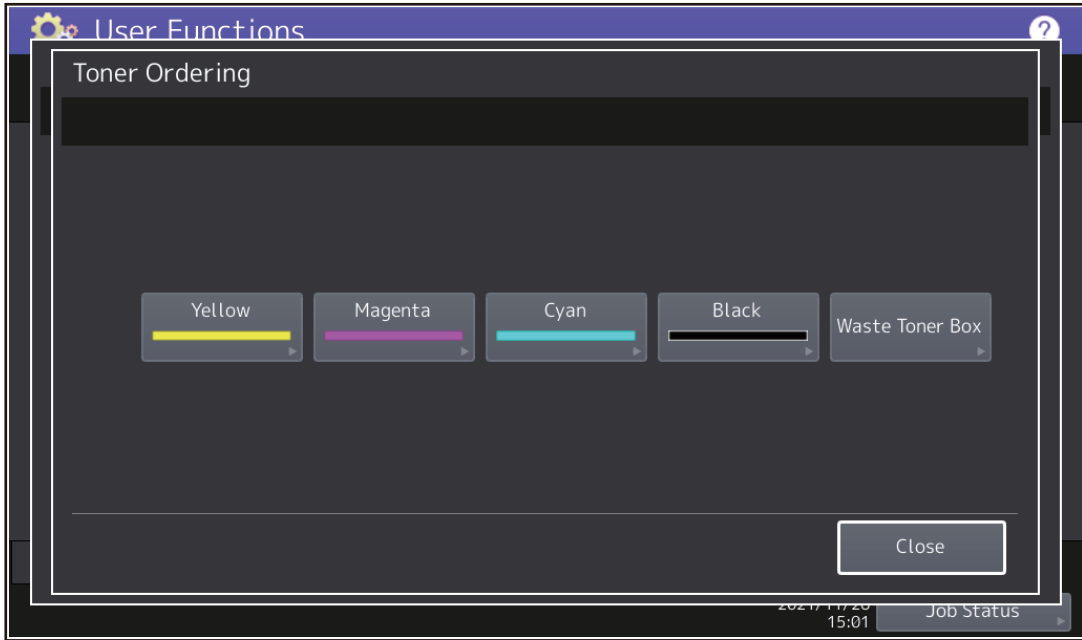 User Functions
?
Toner Ordering
Yellow
Magenta
Cyan
Black
Waste Toner Box
Close
15:01
Job Status